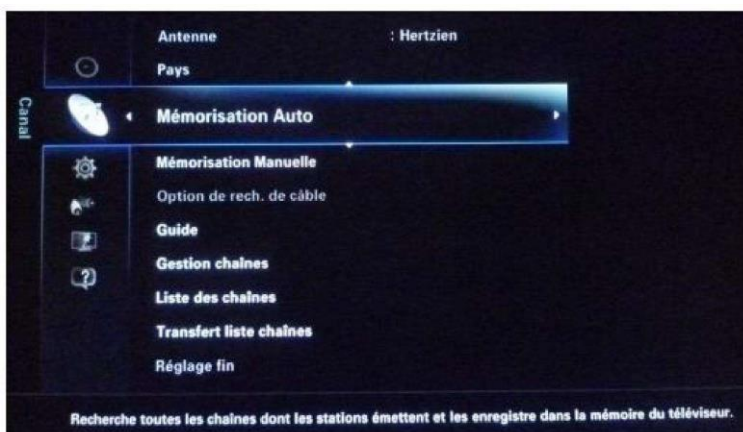 Antenne : Hertzien
Pays
Canal
Mémorisation Auto
Mémorisation Manuelle
Option de rech. de câble
Guide
Gestion chaînes
Liste des chaînes
Transfert liste chaînes
Réglage fin
Recherche toutes les chaînes dont les stations émettent et les enregistre dans la mémoire du téléviseur.